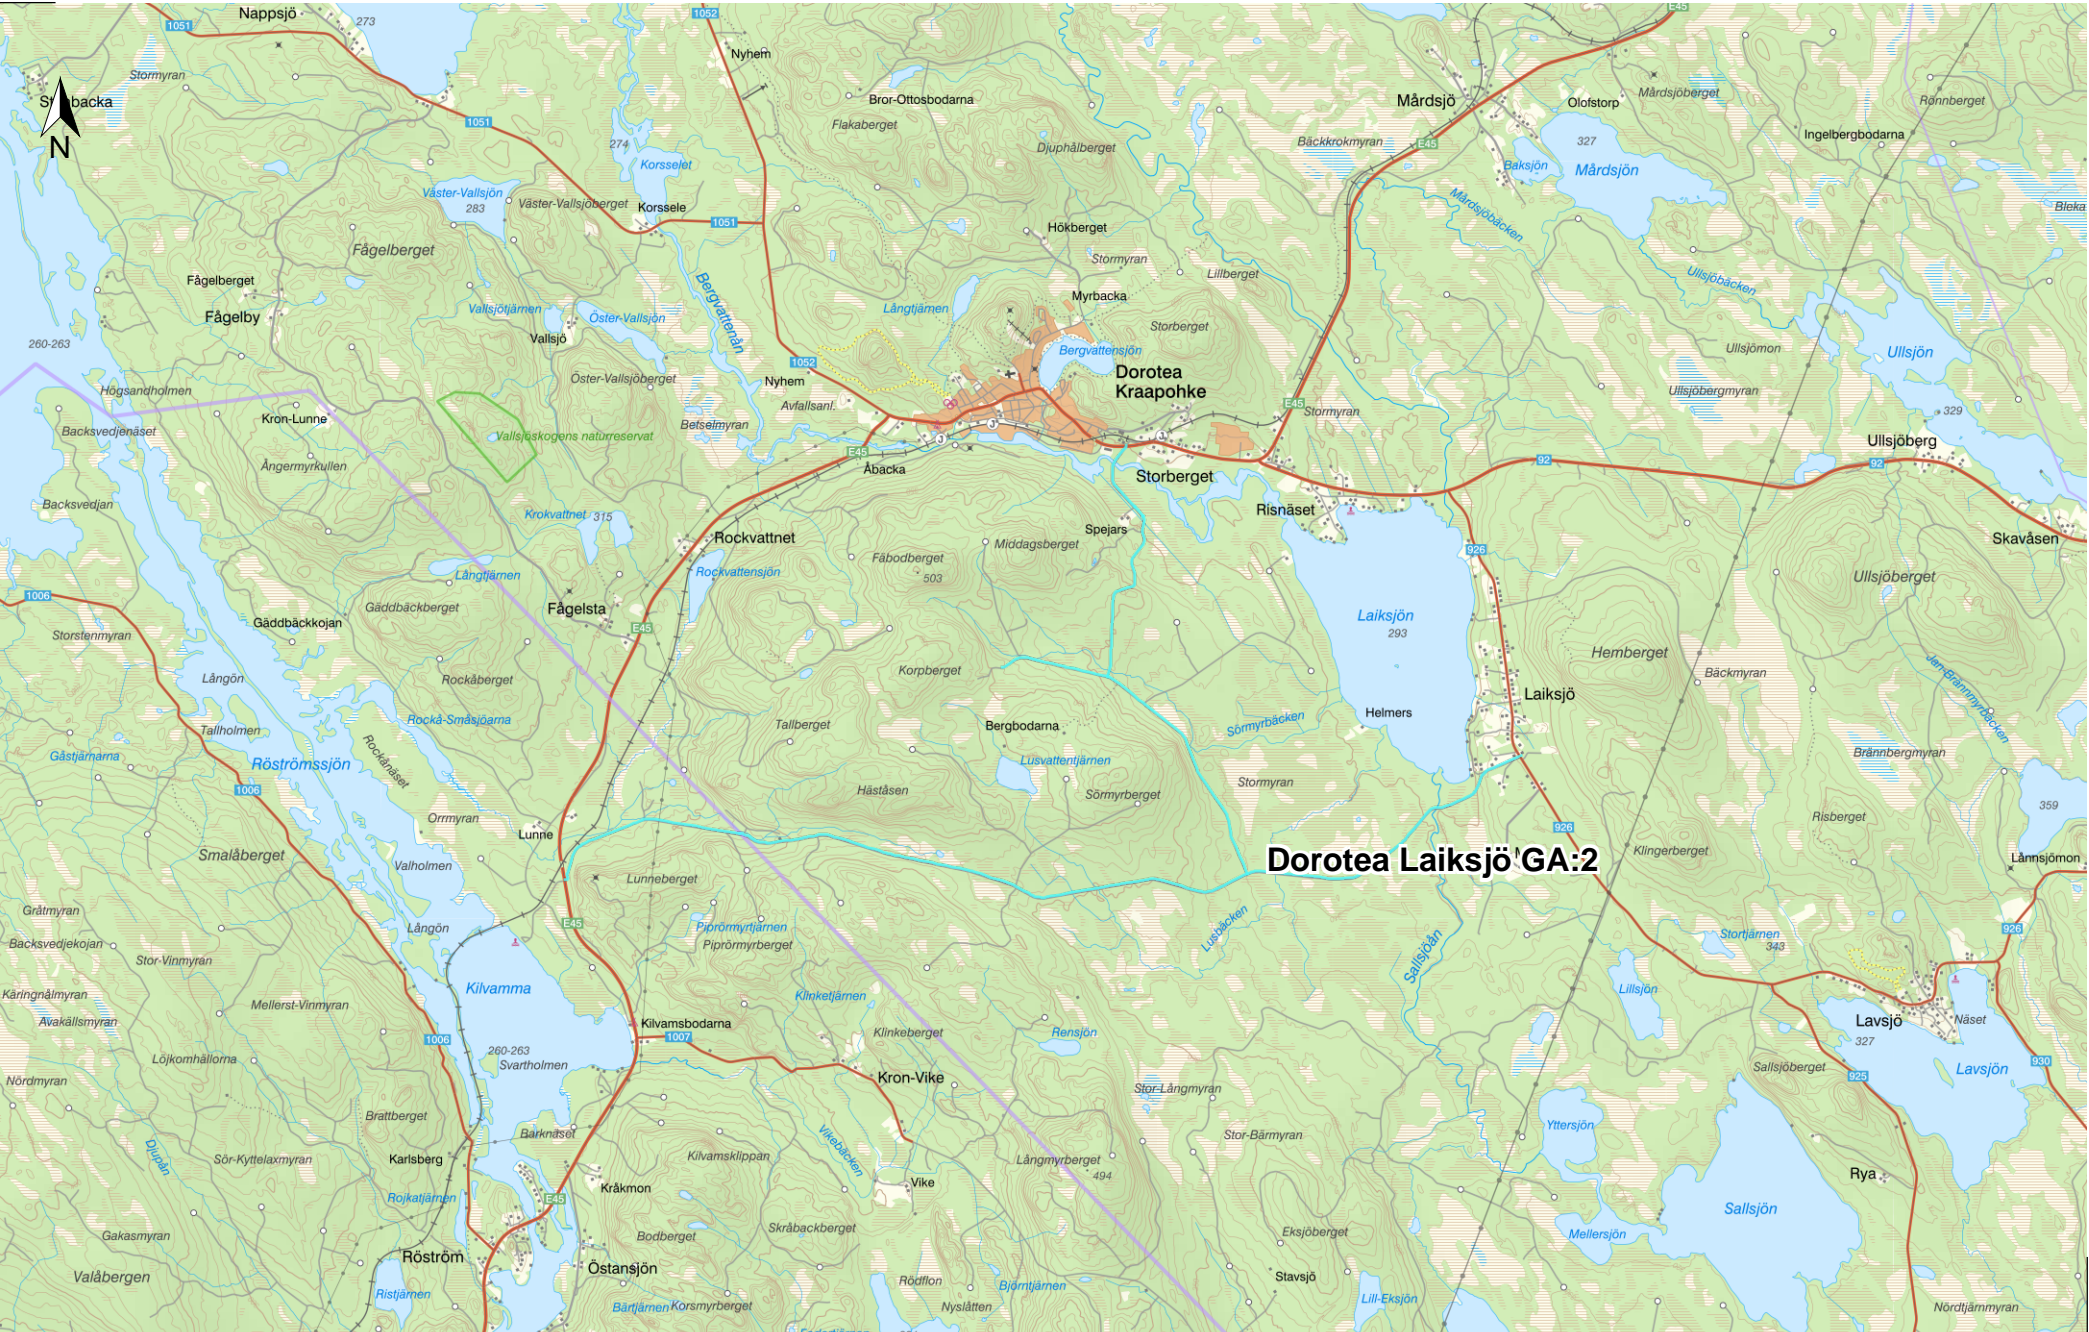 1051
Nappsjö
273
1052
E45
Nyhem
Stormyran
Bror-Ottosbodarna
Mårdsjö
Olofstorp
Mårdsjöberget
Rönnberget
N
1051
Flakaberget
Djuphålberget
Bäckkrokmyran
E45
327
Ingelbergbodarna
274
Korsselet
Baksjön
Mårdsjön
Väster-Vallsjön
283
Väster-Vallsjöberget
Korssele
1051
Mårdsjöbäcken
Bleka
Fågelberget
Hökberget
Stormyran
Lillberget
Fågelberget
Fågelby
Vallsjötjärnen
Öster-Vallsjön
Bergvattenån
Långtjärnen
Myrbacka
Storberget
Ullsjöbäcken
260-263
Vallsjö
1052
Bergvattensjön
Ullsjömon
Ullsjön
Högsandholmen
Öster-Vallsjöberget
Nyhem
Avfallsanl.
Dorotea
Kraapohke
E45
Stormyran
Ullsjöbergmyran
329
Kron-Lunne
Backsvedjenäset
Vallsjöskogens naturreservat
Betselmyran
J
J
J
Ullsjöberg
Ångermyrkullen
E45
Åbacka
Storberget
92
92
Backsvedjan
Krokvattnet
315
Rockvattnet
Spejars
Risnäset
Middagsberget
926
Skavåsen
Långtjärnen
Rockvattensjön
Fäbodberget
503
Ullsjöberget
1006
Gäddbäckberget
Fågelsta
Gäddbäckkojan
E45
Laiksjön
293
Storstenmyran
Hemberget
Långön
Rockåberget
Korpberget
Bäckmyran
Jan-Brännmyrbäcken
Laiksjö
Tallholmen
Rockå-Småsjöarna
Tallberget
Bergbodarna
Sörmyrbäcken
Helmers
Gåstjärnarna
Röströmssjön
Rockånäset
Lusvattentjärnen
Brännbergmyran
1006
Häståsen
Sörmyrberget
Stormyran
359
Orrmyran
Lunne
Risberget
926
Smalåberget
Valholmen
Lunneberget
Dorotea Laiksjö GA:2
Klingerberget
Lännsjömon
Gråtmyran
Långön
E45
Piprörmyrtjärnen
Piprörmyrberget
Lusbäcken
Sallsjöån
Stortjärnen
343
926
Backsvedjekojan
Stor-Vinmyran
Kilvamma
Klinketjärnen
Lillsjön
Käringnålmyran
Mellerst-Vinmyran
Avakällsmyran
Kilvamsbodarna
1007
Klinkeberget
Rensjön
Lavsjö
Näset
327
1006
Löjkomhällorna
260-263
Svartholmen
Kron-Vike
Stor-Långmyran
Sallsjöberget
925
Lavsjön
930
Nördmyran
Brattberget
Barknäset
Vikebäcken
Stor-Bärmyran
Yttersjön
Djupån
Sör-Kyttelaxmyran
Karlsberg
Kilvamsklippan
Långmyrberget
494
Rya
Rojkatjärnen
E45
Kråkmon
Vike
Sallsjön
Gakasmyran
Bodberget
Skråbackberget
Eksjöberget
Mellersjön
Röström
Östansjön
Valåbergen
Rödflon
Björntjärnen
Stavsjö
Ristjärnen
Bärtjärnen
Korsmyrberget
Nyslåtten
Lill-Eksjön
Nördtjärnmyran